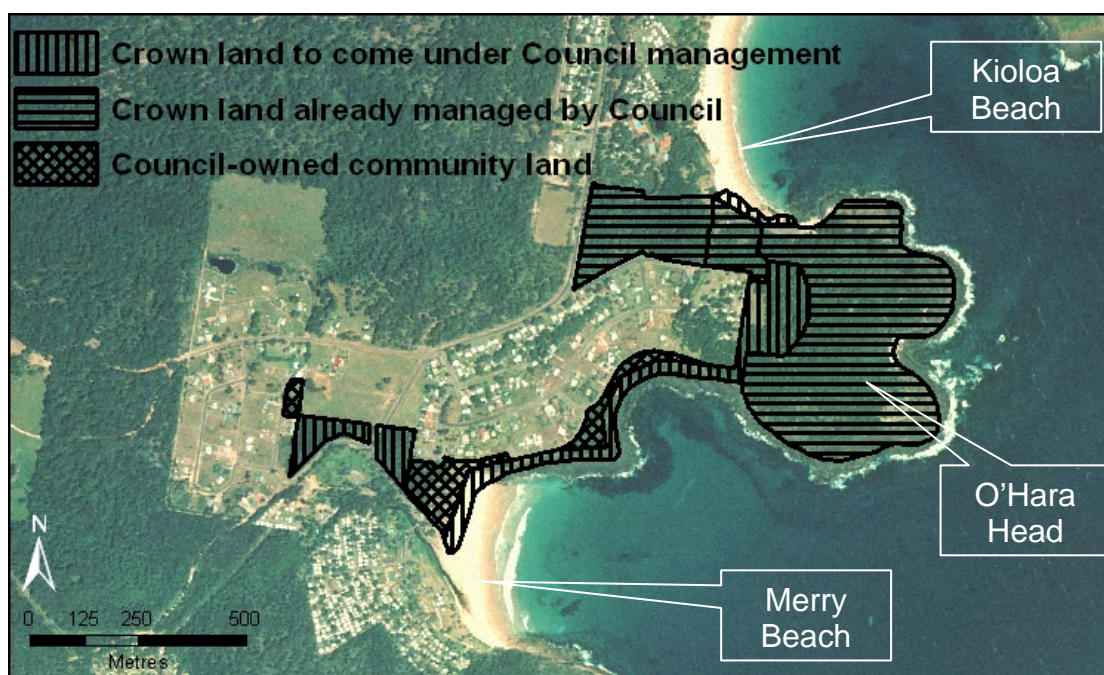 Crown land to come under Council management
Crown land already managed by Council
Council-owned community land
Kioloa
Beach
O'Hara
Head
Merry
Beach
N
0 125 250 500
Metres